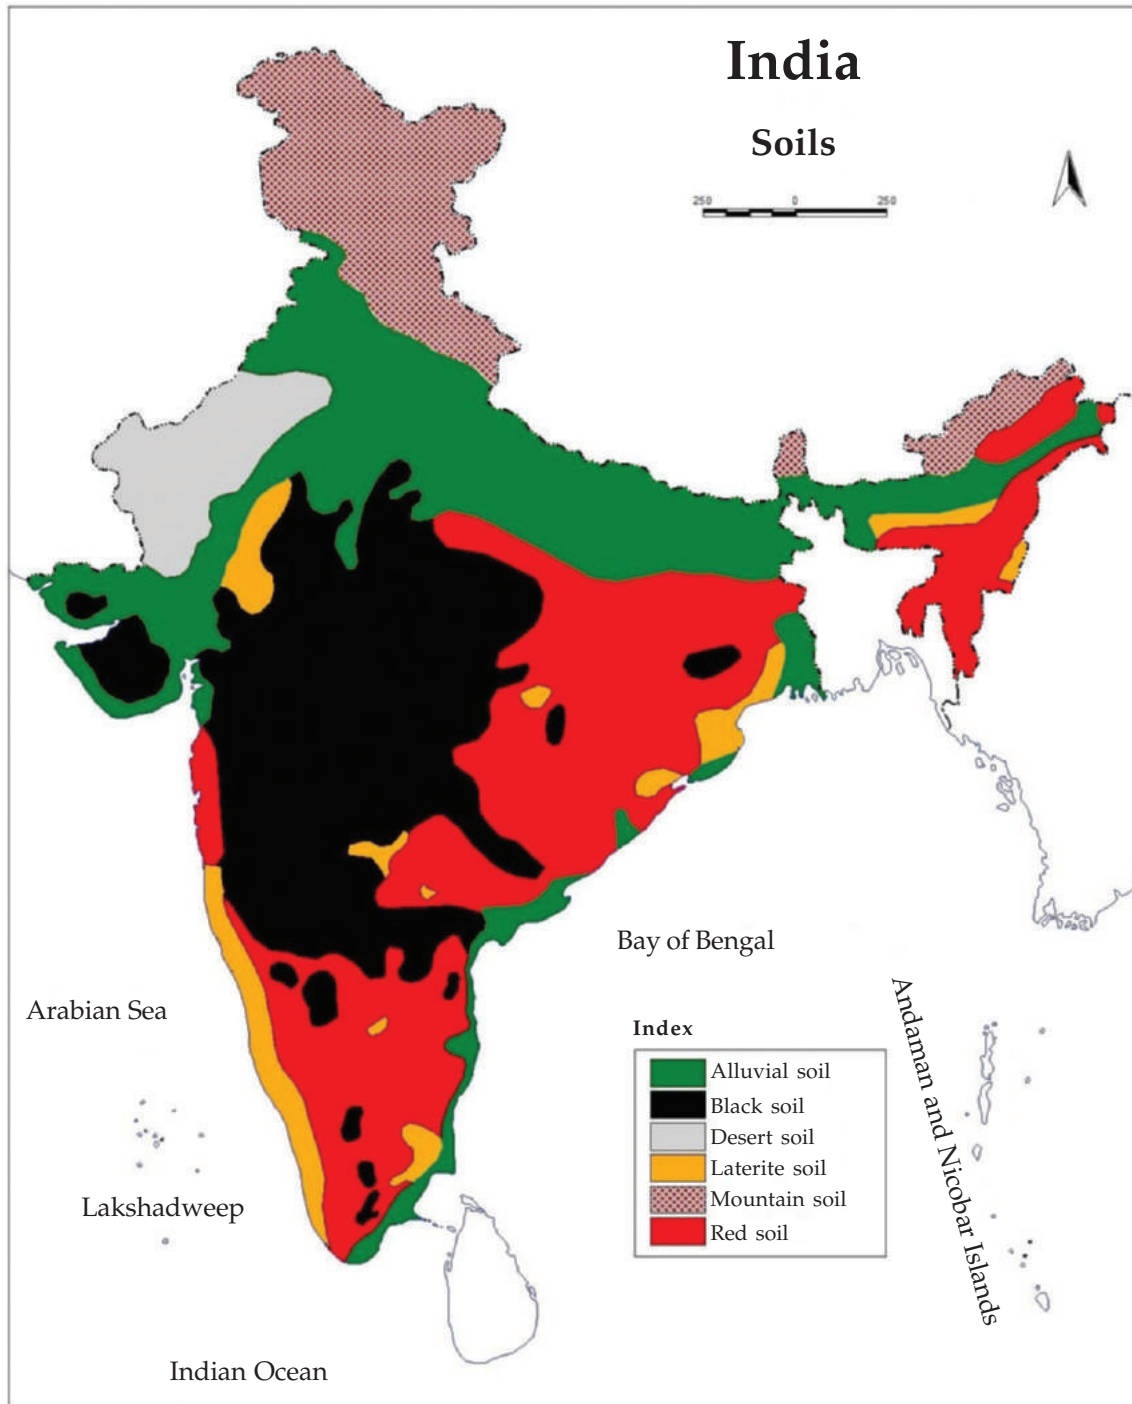 India
Soils
250 0 250
Bay of Bengal
Arabian Sea
Andaman and Nicobar Islands
Index
Alluvial soil
Black soil
Desert soil
Laterite soil
Mountain soil
Red soil
Lakshadweep
Indian Ocean